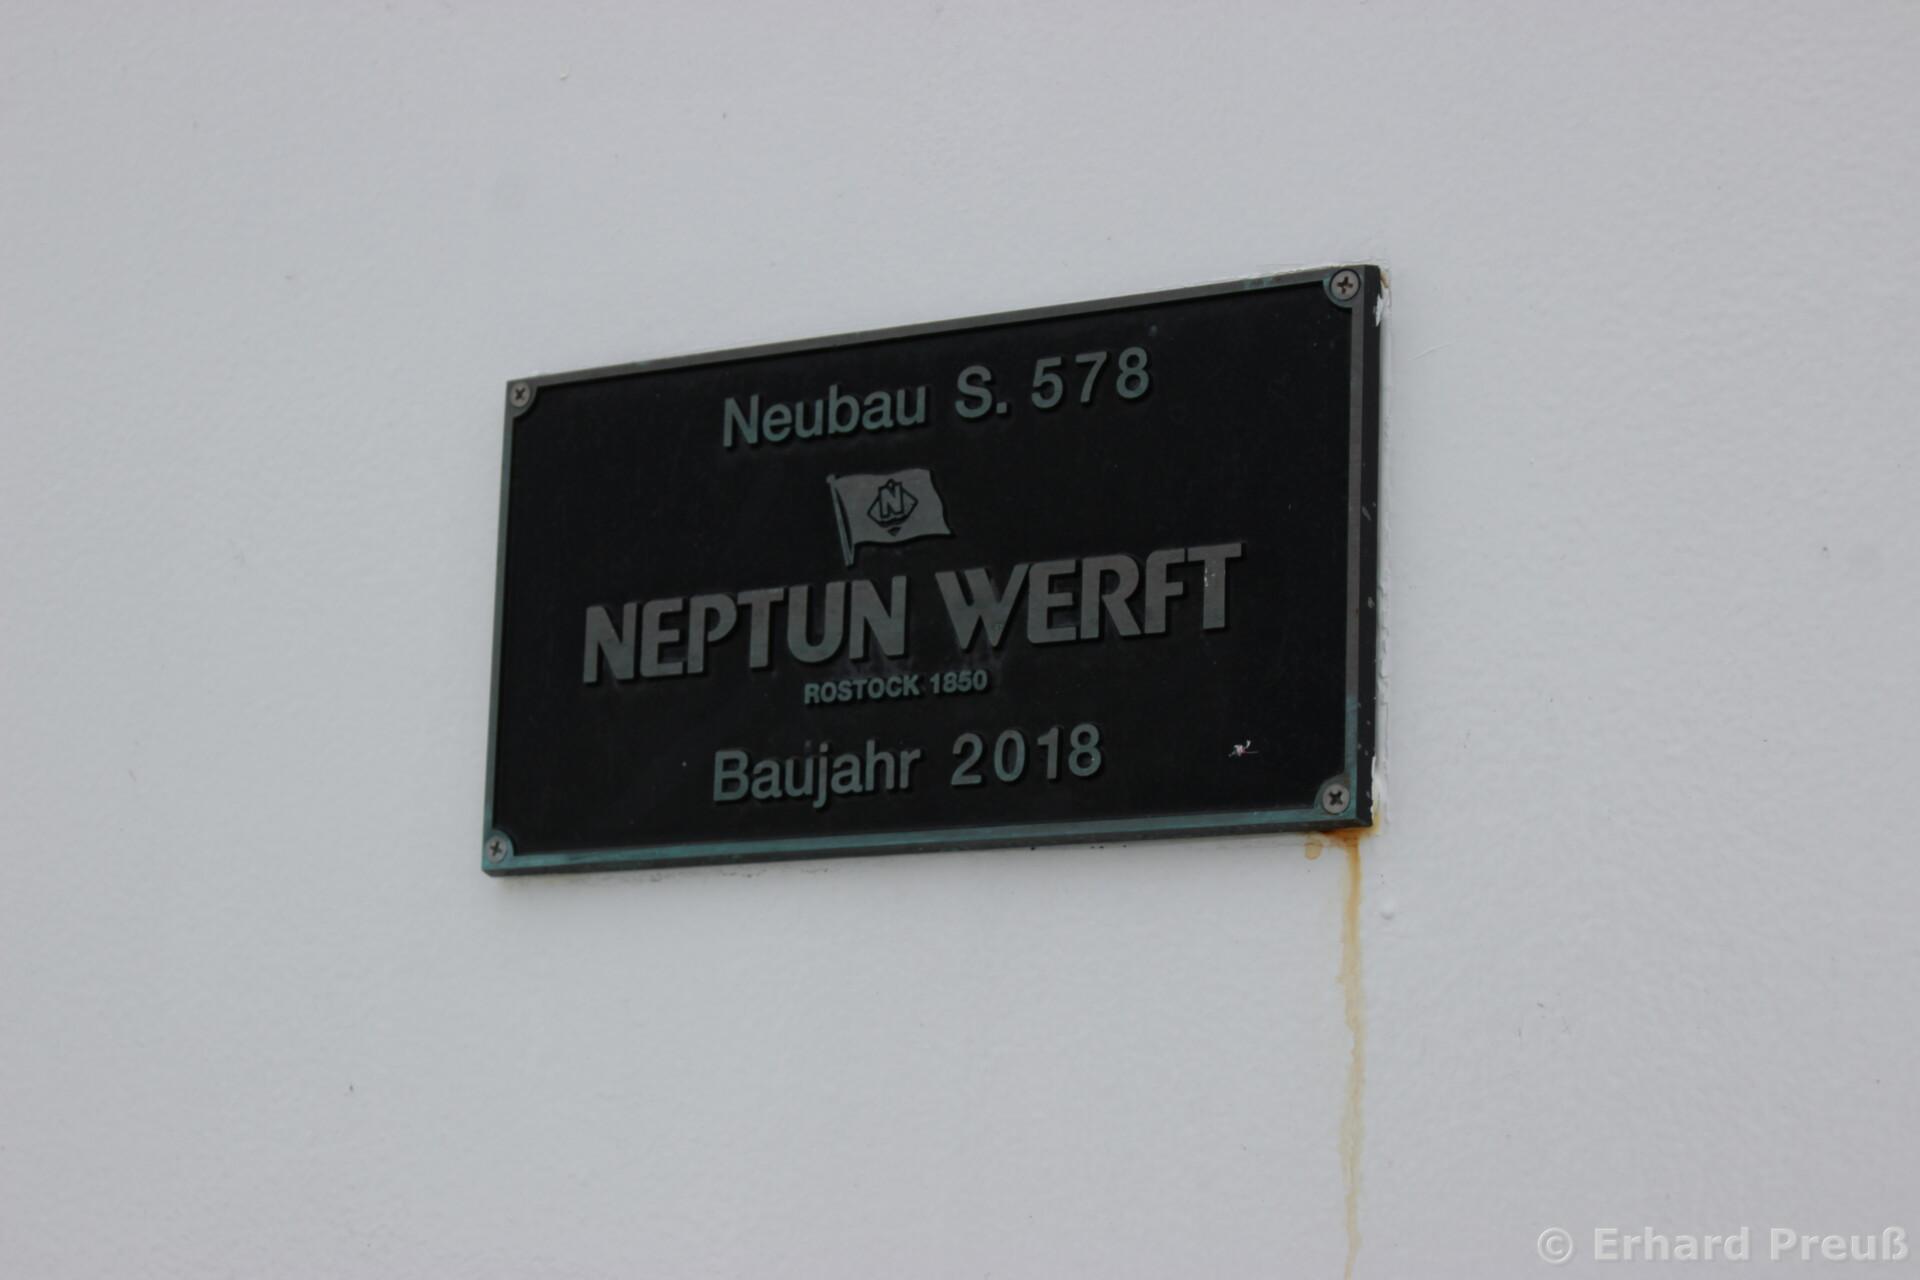 Neubau S. 578
N
NEPTUN WERFT
ROSTOCK 1850
Baujahr 2018
© Erhard Preuß